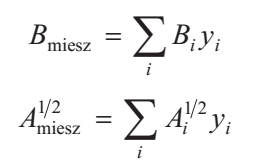 B_miesz = ∑_i B_i y_i
A_miesz^{1/2} = ∑_i A_i^{1/2} y_i